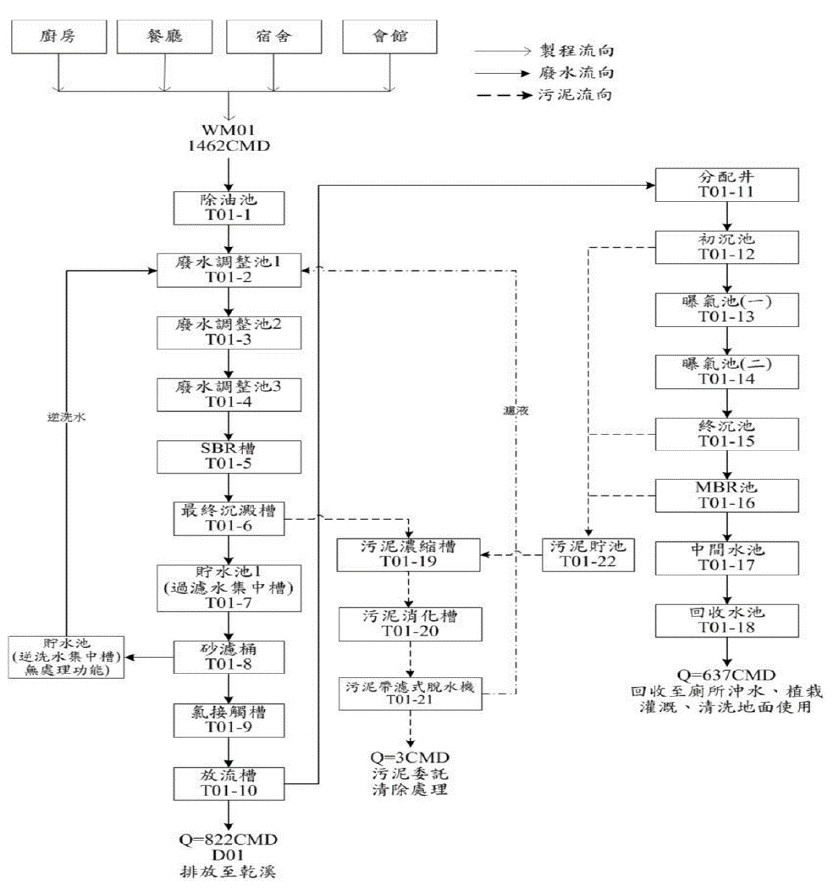 廚房
餐廳
宿舍
會館
製程流向
廢水流向
污泥流向
WM01
1462CMD
除油池
T01-1
廢水調整池1
T01-2
廢水調整池2
T01-3
廢水調整池3
T01-4
SBR槽
T01-5
最終沉澱槽
T01-6
貯水池1
(過濾水集中槽)
T01-7
砂濾桶
T01-8
氯接觸槽
T01-9
放流槽
T01-10
Q=822CMD
D01
排放至乾溪
逆洗水
貯水池
(逆洗水集中槽)
無處理功能)
污泥濃縮槽
T01-19
污泥消化槽
T01-20
污泥帶濾式脫水機
T01-21
Q=3CMD
污泥委託
清除處理
濾液
污泥貯池
T01-22
分配井
T01-11
初沉池
T01-12
曝氣池(一)
T01-13
曝氣池(二)
T01-14
終沉池
T01-15
MBR池
T01-16
中間水池
T01-17
回收水池
T01-18
Q=637CMD
回收至廁所沖水、植栽
灌溉、清洗地面使用